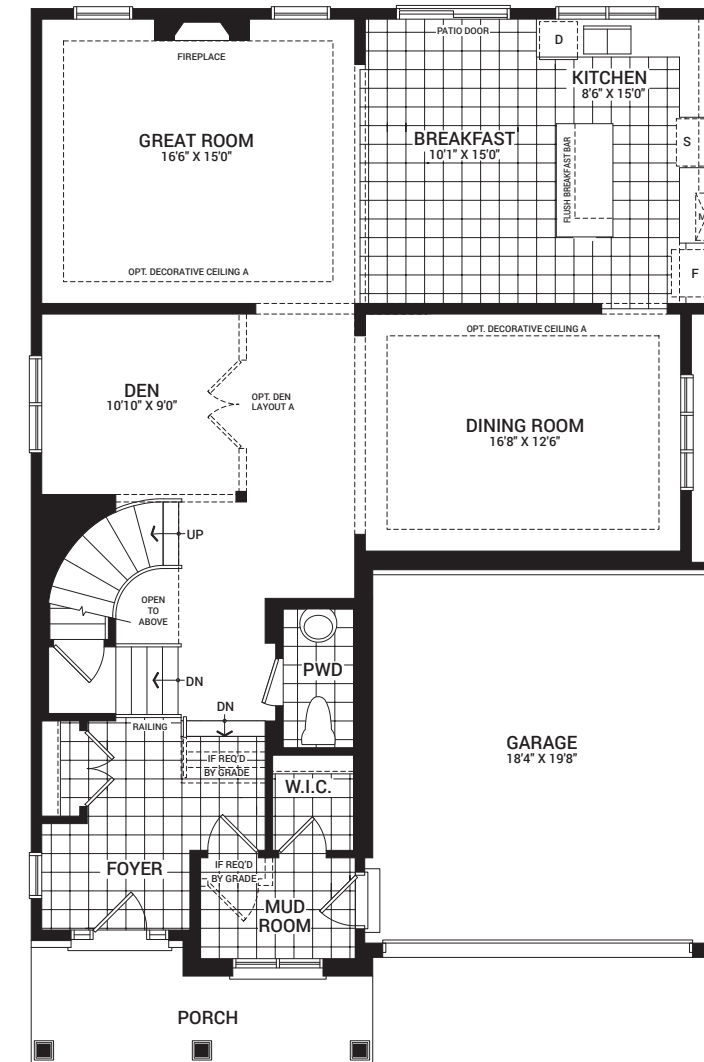 PATIO DOOR
D
FIREPLACE
KITCHEN
8'6" X 15'0"
GREAT ROOM
16'6" X 15'0"
BREAKFAST
10'1" X 15'0"
S
FLUSH BREAKFAST BAR
M
OPT. DECORATIVE CEILING A
F
OPT. DECORATIVE CEILING A
DEN
10'10" X 9'0"
OPT. DEN
LAYOUT A
DINING ROOM
16'8" X 12'6"
UP
OPEN
TO
ABOVE
PWD
DN
DN
RAILING
GARAGE
18'4" X 19'8"
IF REQ'D
BY GRADE
W.I.C.
FOYER
IF REQ'D
BY GRADE
MUD
ROOM
PORCH